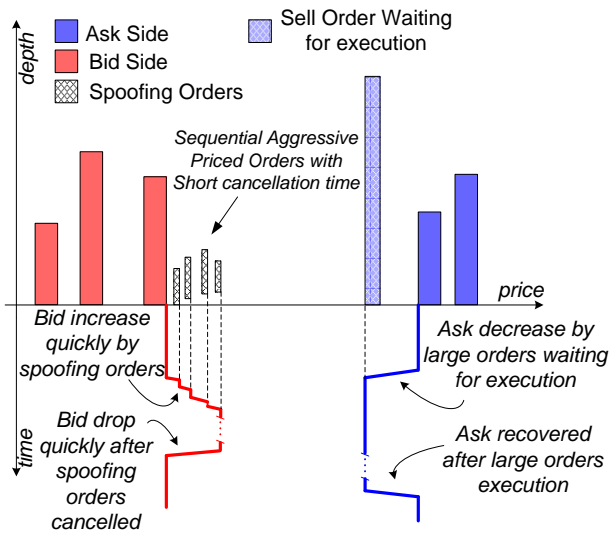 depth
Ask Side
Bid Side
Spoofing Orders
Sell Order Waiting
for execution
Sequential Aggressive
Priced Orders with
Short cancellation time
price
Bid increase
quickly by
spoofing orders
Ask decrease by
large orders waiting
for execution
time
Bid drop
quickly after
spoofing
orders
cancelled
Ask recovered
after large orders
execution